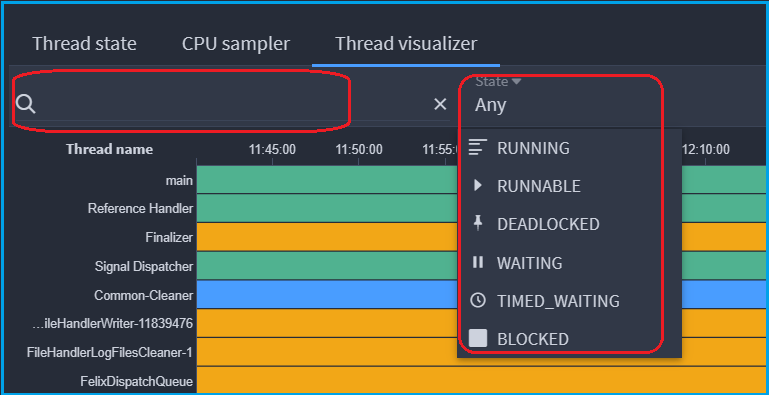 Thread state CPU sampler Thread visualizer
State
Any
Thread name 11:45:00 11:50:00 11:55:0 12:10:00
RUNNING
RUNNABLE
DEADLOCKED
WAITING
TIMED_WAITING
BLOCKED
main
Reference Handler
Finalizer
Signal Dispatcher
Common-Cleaner
…ileHandlerWriter-11839476
FileHandlerLogFilesCleaner-1
FelixDispatchQueue